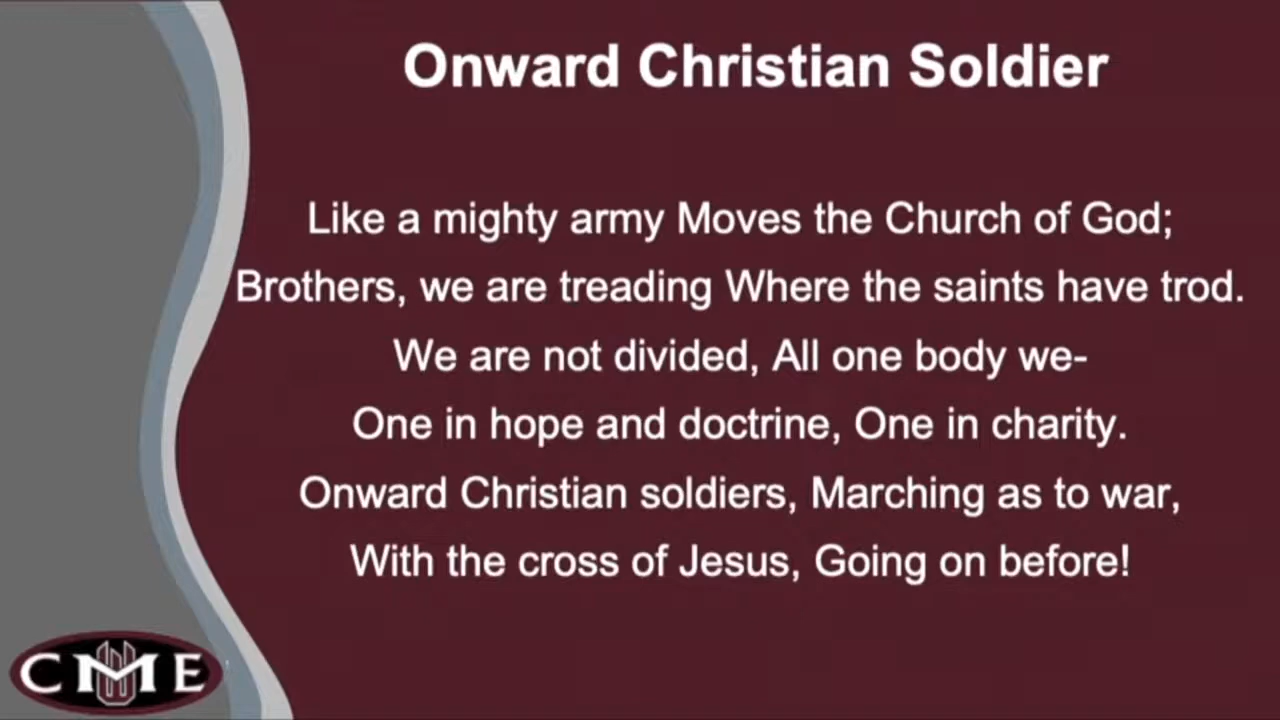 Onward Christian Soldier
Like a mighty army Moves the Church of God;
Brothers, we are treading Where the saints have trod.
We are not divided, All one body we-
One in hope and doctrine, One in charity.
Onward Christian soldiers, Marching as to war,
With the cross of Jesus, Going on before!
CME